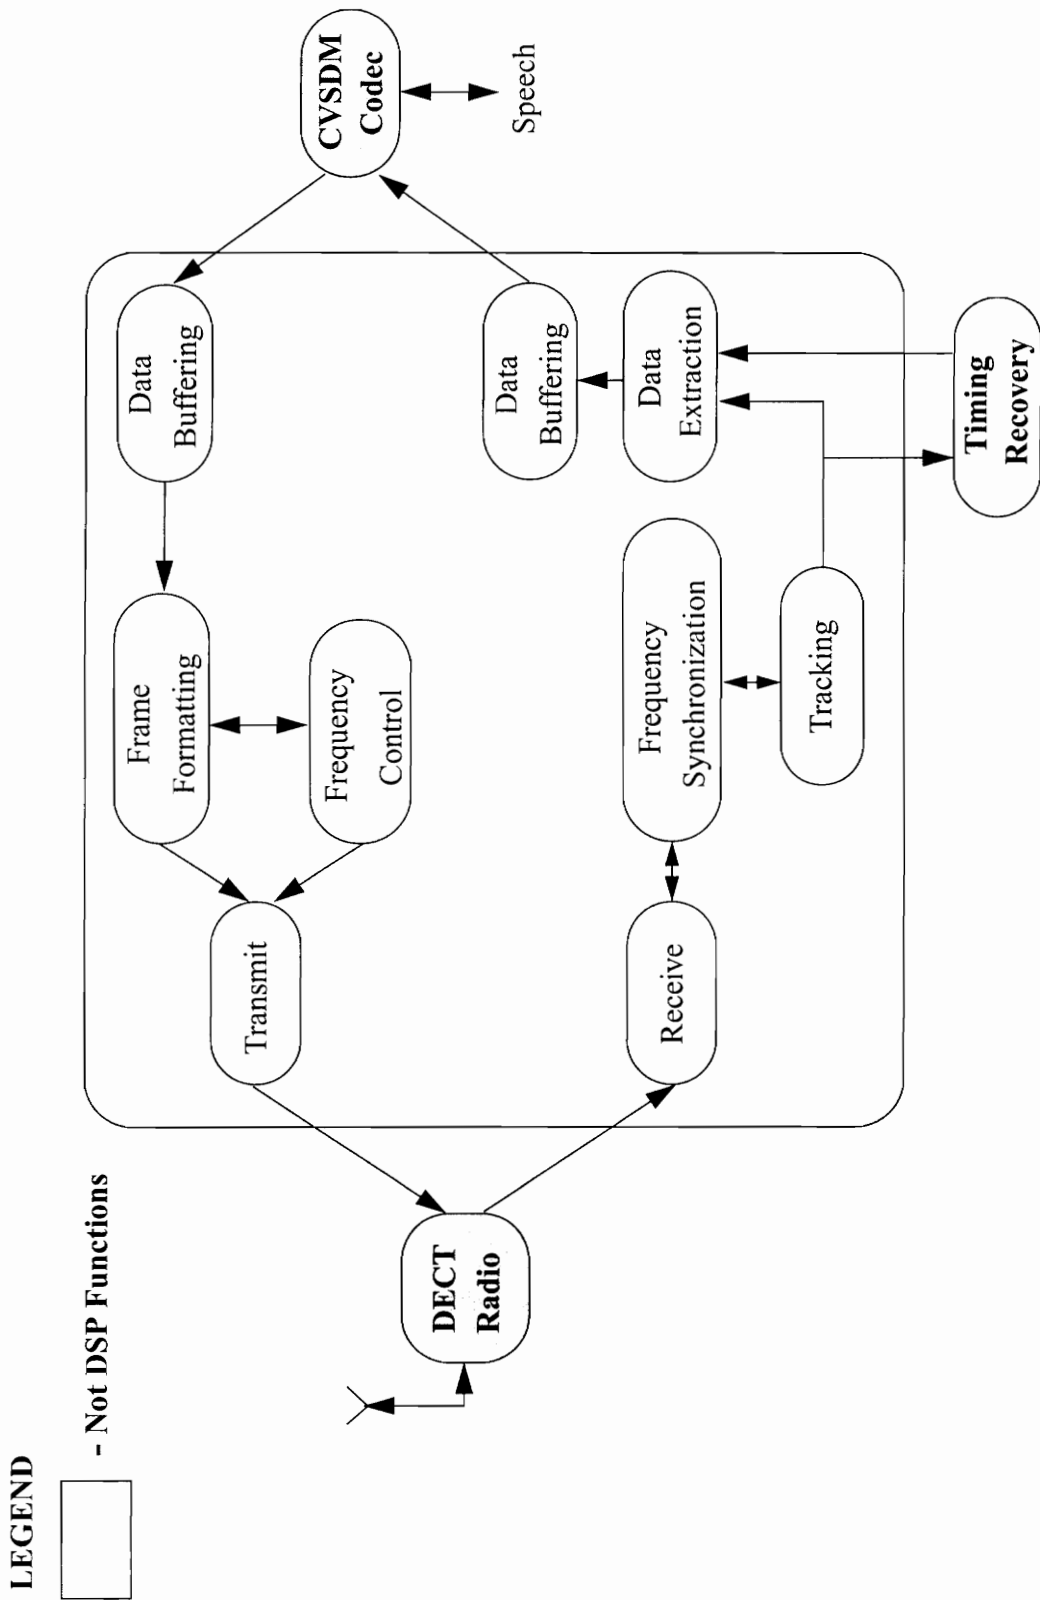 LEGEND
- Not DSP Functions
DECT
Radio
Transmit
Receive
Frame
Formatting
Frequency
Control
Frequency
Synchronization
Tracking
Data
Buffering
Data
Buffering
Data
Extraction
Timing
Recovery
CVSDM
Codec
Speech